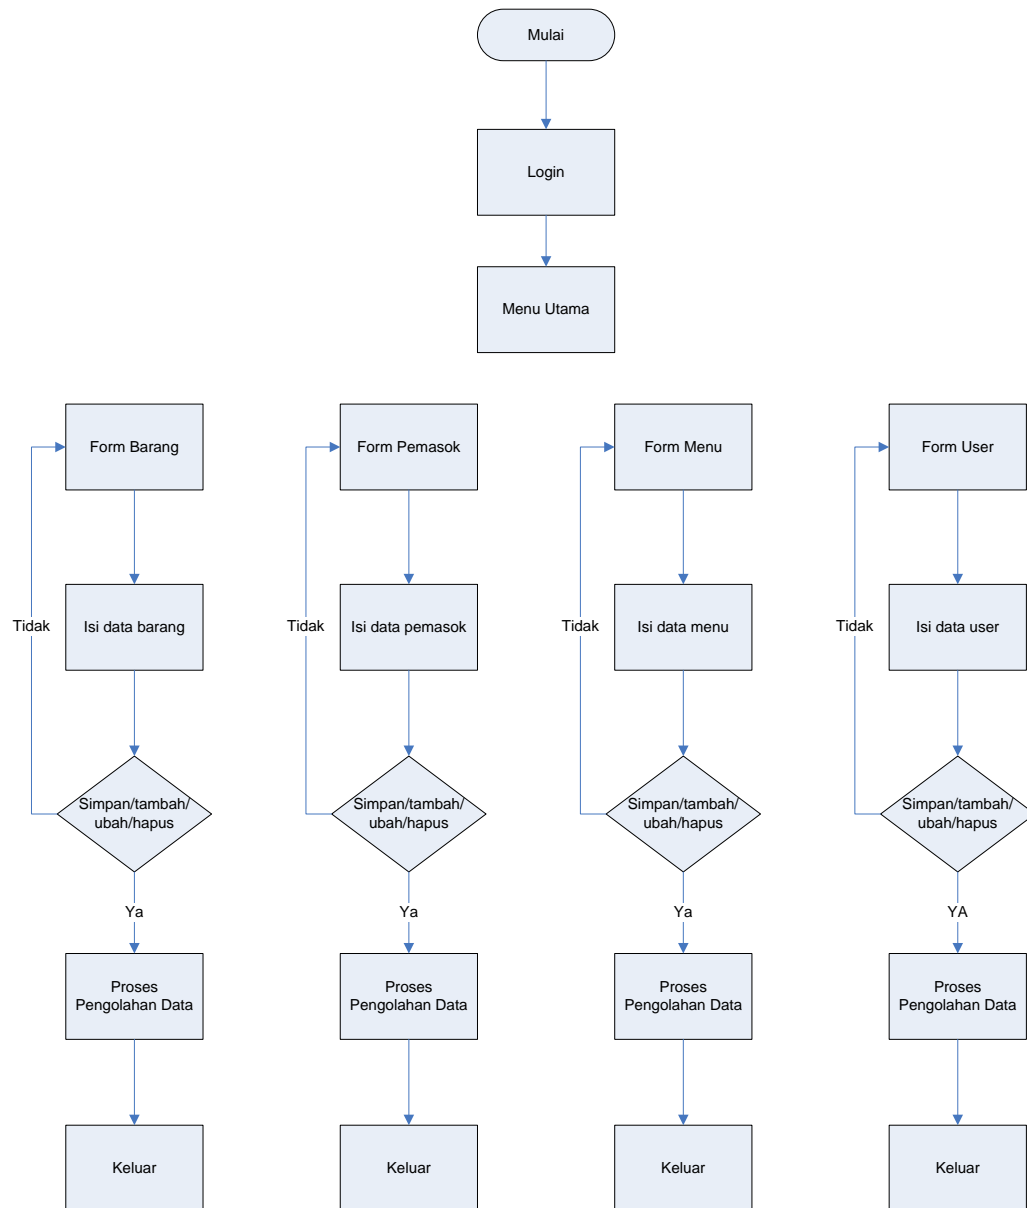 Mulai
Login
Menu Utama
Form Barang
Form Pemasok
Form Menu
Form User
Tidak
Isi data barang
Tidak
Isi data pemasok
Tidak
Isi data menu
Tidak
Isi data user
Simpan/tambah/
ubah/hapus
Simpan/tambah/
ubah/hapus
Simpan/tambah/
ubah/hapus
Simpan/tambah/
ubah/hapus
Ya
Ya
Ya
YA
Proses
Pengolahan Data
Proses
Pengolahan Data
Proses
Pengolahan Data
Proses
Pengolahan Data
Keluar
Keluar
Keluar
Keluar